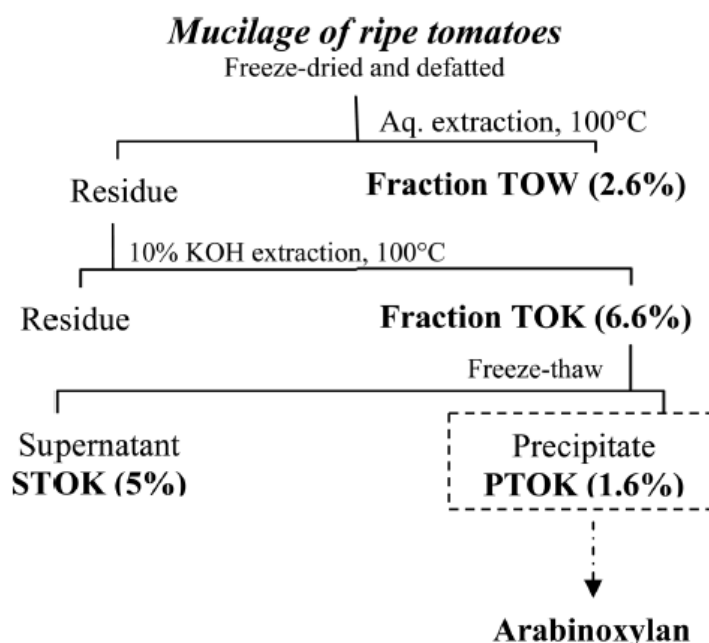 Mucilage of ripe tomatoes
Freeze-dried and defatted
Aq. extraction, 100°C
Residue
Fraction TOW (2.6%)
10% KOH extraction, 100°C
Residue
Fraction TOK (6.6%)
Freeze-thaw
Supernatant
STOK (5%)
Precipitate
PTOK (1.6%)
Arabinoxylan